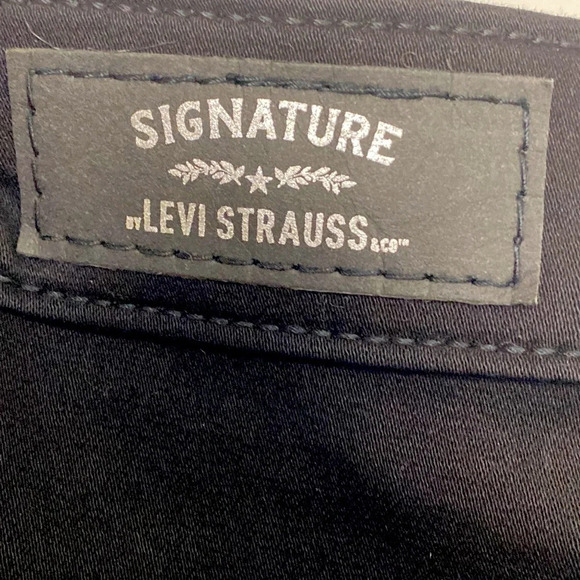 SIGNATURE
BY LEVI STRAUSS & CO™